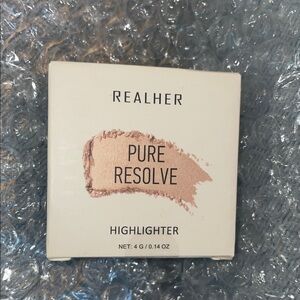 REALHER
PURE
RESOLVE
HIGHLIGHTER
NET: 4 G / 0.14 OZ